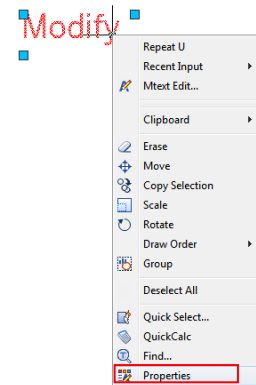 Modify
Repeat U
Recent Input
Mtext Edit...
Clipboard
Erase
Move
Copy Selection
Scale
Rotate
Draw Order
Group
Deselect All
Quick Select...
QuickCalc
Find...
Properties